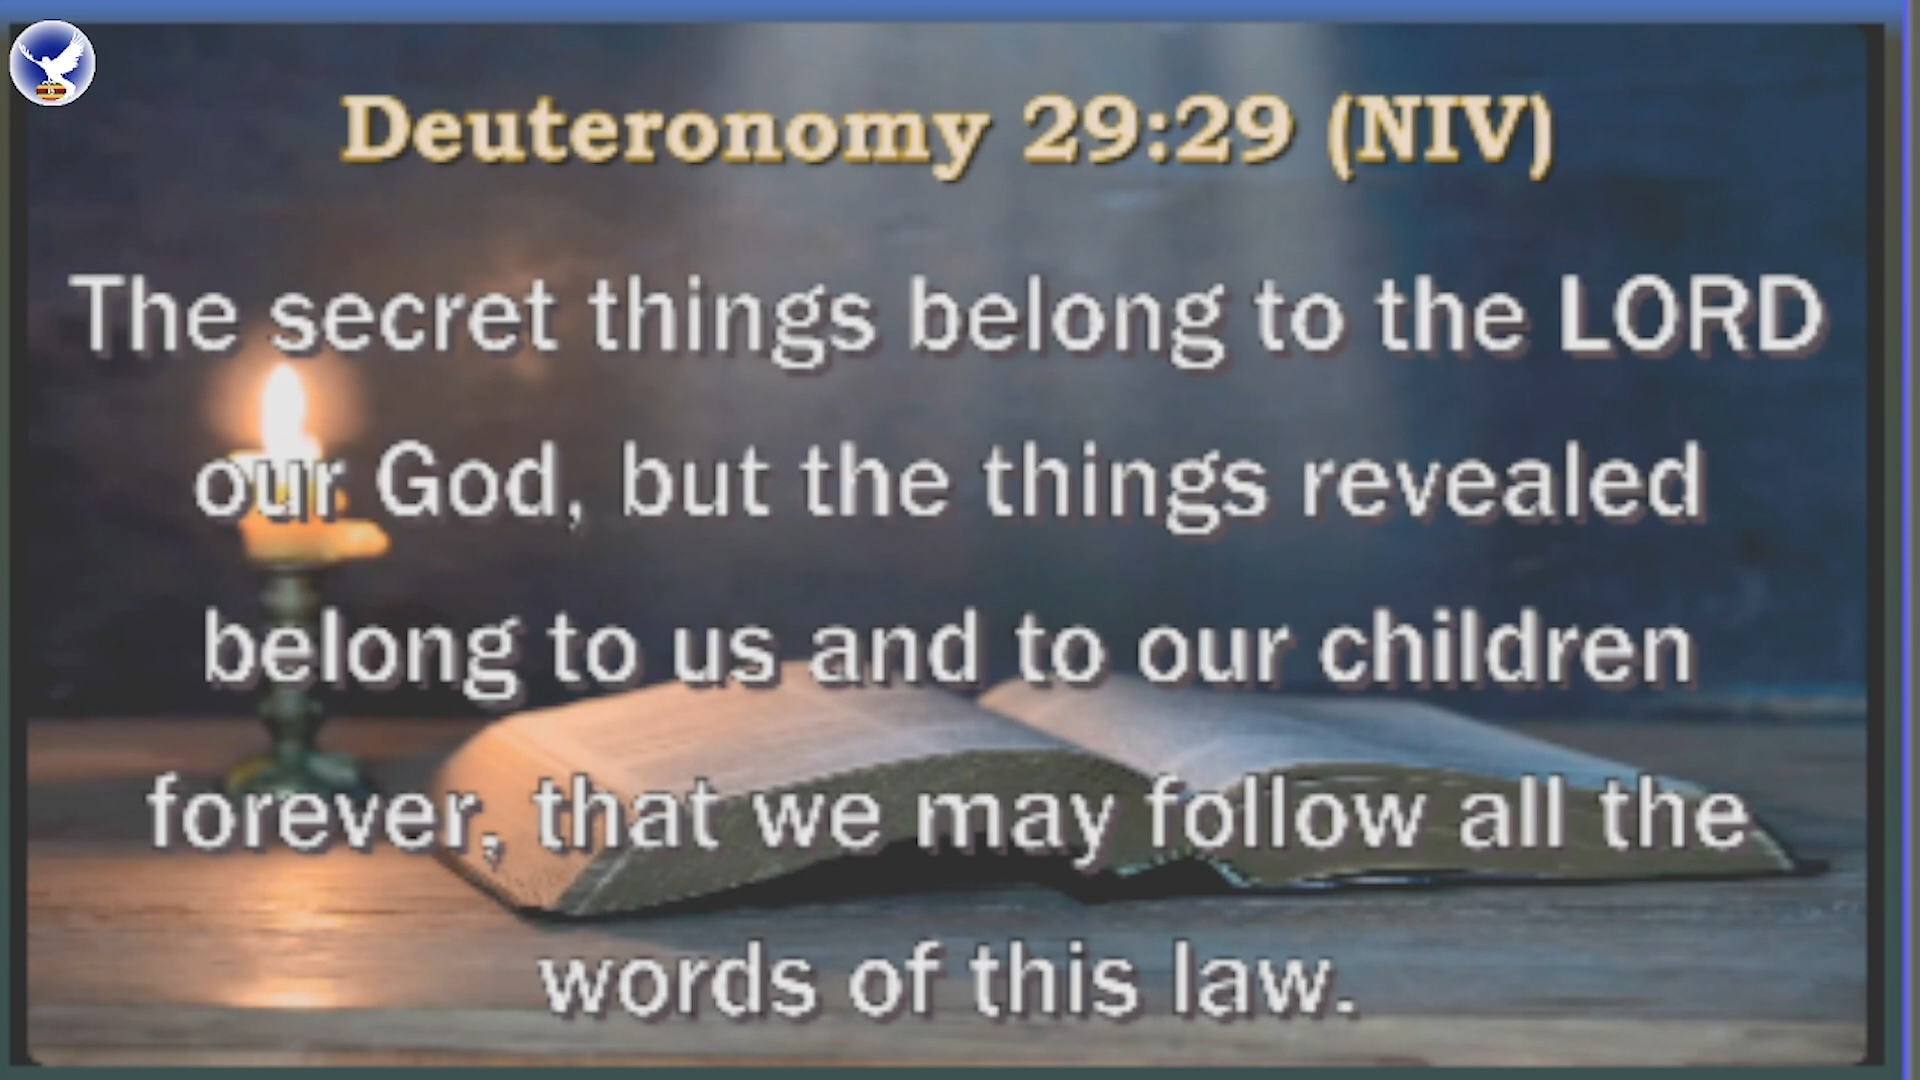 Deuteronomy 29:29 (NIV)
The secret things belong to the LORD
our God, but the things revealed
belong to us and to our children
forever, that we may follow all the
words of this law.